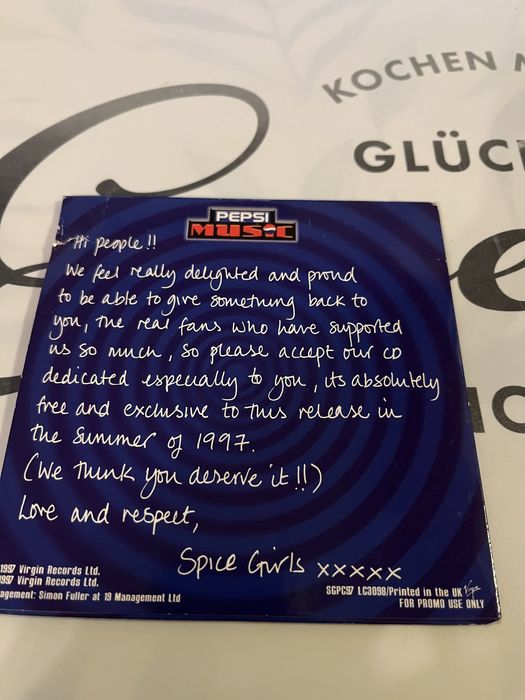 KOCHEN
GLÜC
PEPSI
MUSIC
Hi people!!
We feel really delighted and proud
to be able to give something back to
you, the real fans who have supported
us so much, so please accept our CD
dedicated especially to you, its absolutely
free and exclusive to this release in
the Summer of 1997.
(We think you deserve it!!)
Love and respect,
Spice Girls xxxxx
1997 Virgin Records Ltd.
1997 Virgin Records Ltd.
agement: Simon Fuller at 19 Management Ltd
SGPC97 LC3098/Printed in the UK
FOR PROMO USE ONLY